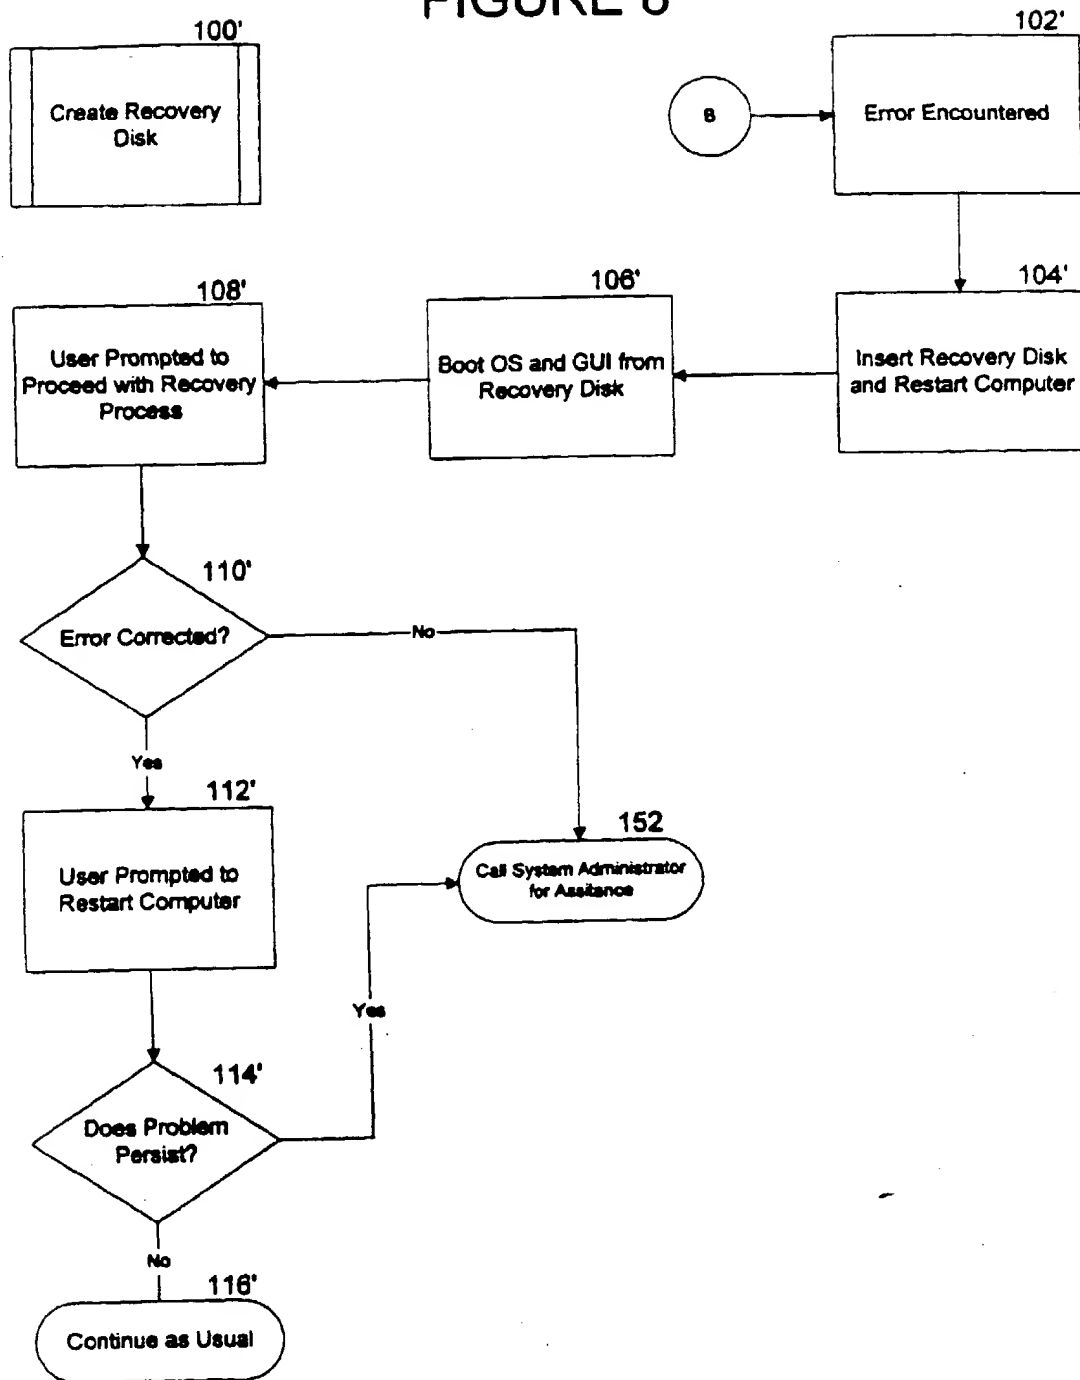 FIGURE 8
100'
Create Recovery
Disk
B
102'
Error Encountered
104'
Insert Recovery Disk
and Restart Computer
106'
Boot OS and GUI from
Recovery Disk
108'
User Prompted to
Proceed with Recovery
Process
110'
Error Corrected?
No
Yes
112'
User Prompted to
Restart Computer
152
Call System Administrator
for Assitance
Yes
114'
Does Problem
Persist?
No
116'
Continue as Usual